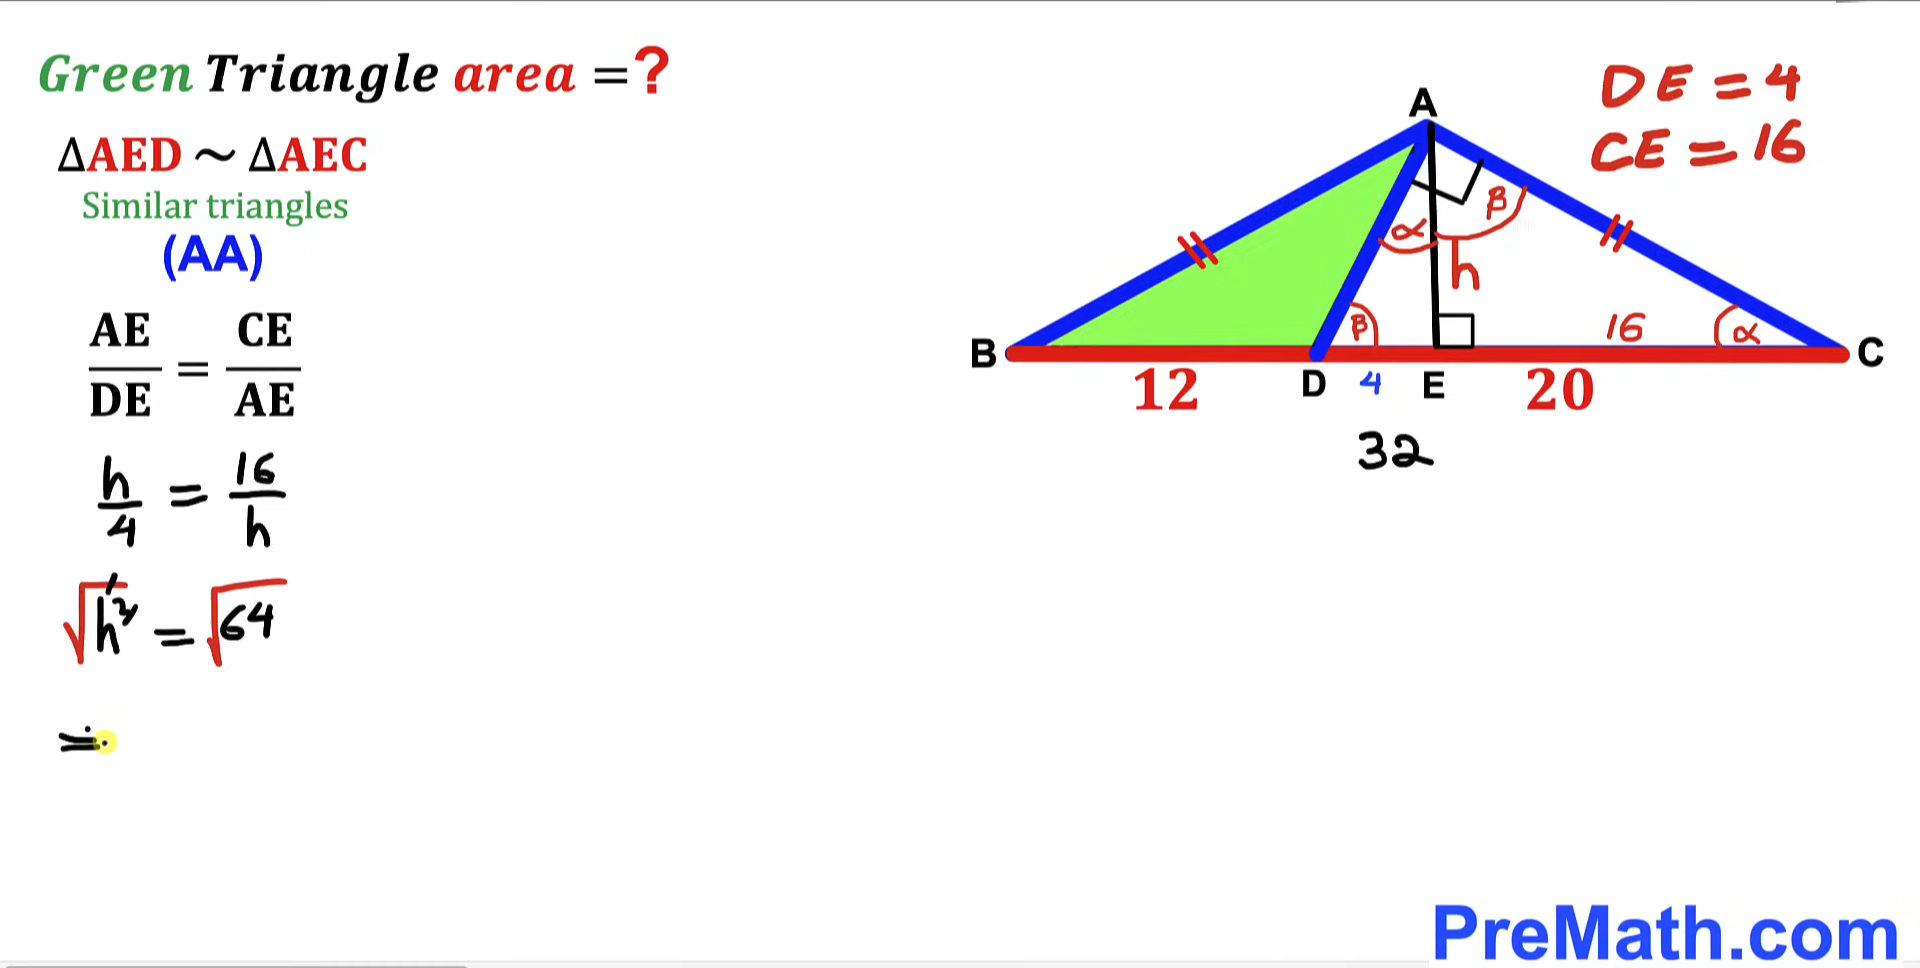 Green Triangle area =?
ΔAED ~ ΔAEC
Similar triangles
(AA)
AE/DE = CE/AE
h/4 = 16/h
√h² = √64
⇒
DE = 4
CE = 16
A
α β
h
β 16 α
B C
12 D 4 E 20
32
PreMath.com